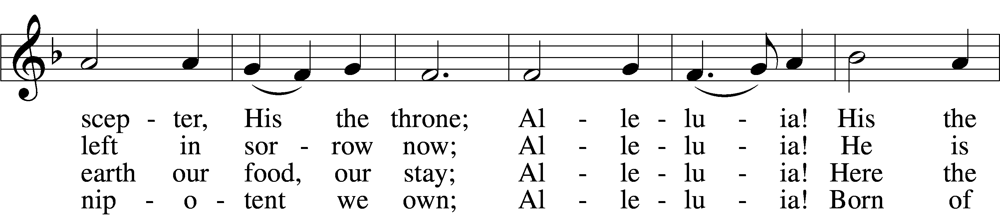 scep - ter, His the throne; Al - le - lu - ia! His the
left in sor - row now; Al - le - lu - ia! He is
earth our food, our stay; Al - le - lu - ia! Here the
nip - o - tent we own; Al - le - lu - ia! Born of